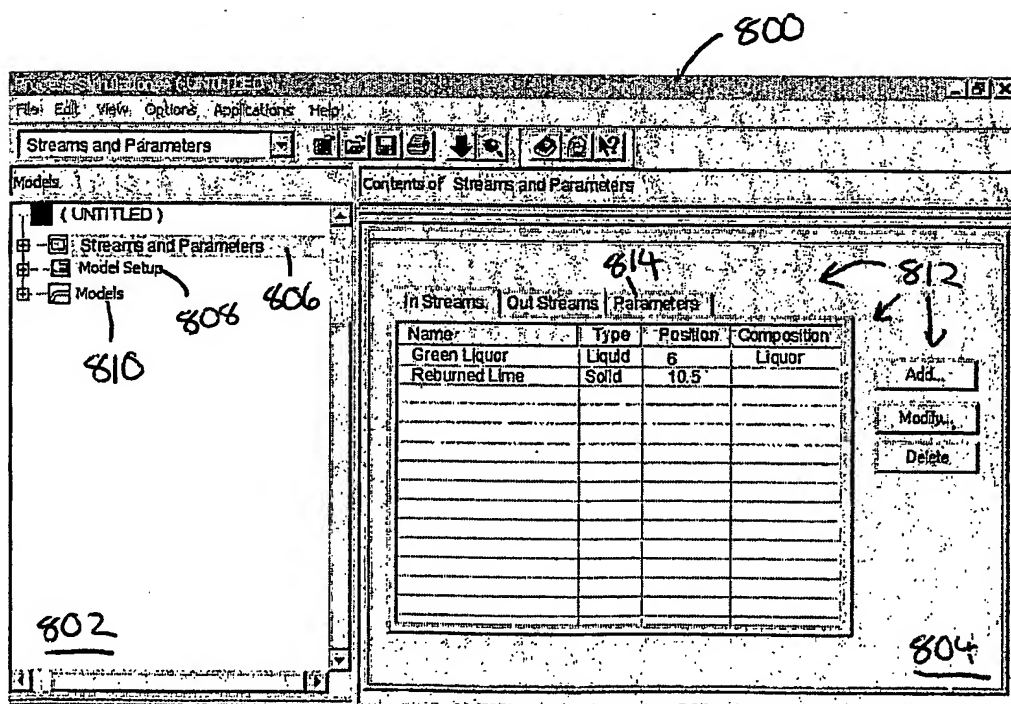 800
( UNTITLED )
File Edit View Options Applications Help
Streams and Parameters
Models
Contents of Streams and Parameters
( UNTITLED )
Streams and Parameters
Model Setup
Models
806
808
810
814
812
In Streams Out Streams Parameters
Name Type Position Composition
Green Liquor Liquid 6 Liquor
Reburned Lime Solid 10.5
Add...
Modify...
Delete
802
804